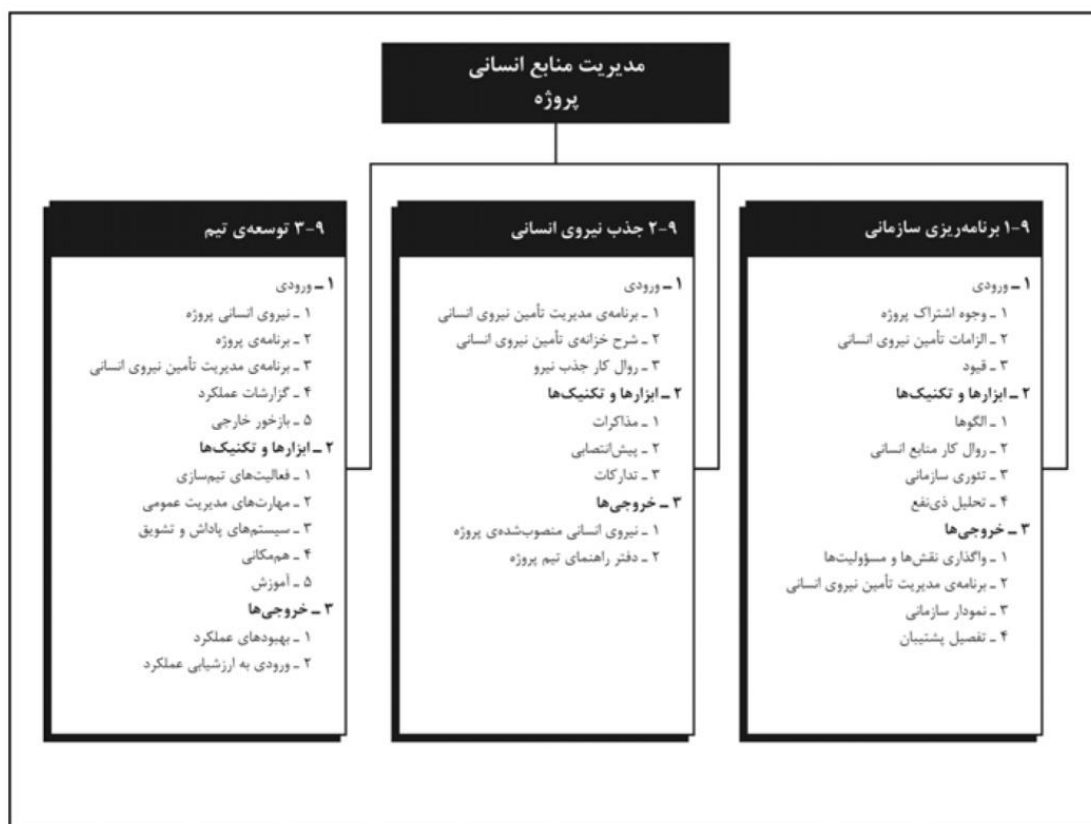 مدیریت منابع انسانی
پروژه
۹-۱ برنامه‌ریزی سازمانی
۱ ـ ورودی
۱ ـ وجوه اشتراک پروژه
۲ ـ الزامات تأمین نیروی انسانی
۳ ـ قیود
۲ ـ ابزارها و تکنیک‌ها
۱ ـ الگوها
۲ ـ روال کار منابع انسانی
۳ ـ تئوری سازمانی
۴ ـ تحلیل ذی‌نفع
۳ ـ خروجی‌ها
۱ ـ واگذاری نقش‌ها و مسؤولیت‌ها
۲ ـ برنامه‌ی مدیریت تأمین نیروی انسانی
۳ ـ نمودار سازمانی
۴ ـ تفصیل پشتیبان
۹-۲ جذب نیروی انسانی
۱ ـ ورودی
۱ ـ برنامه‌ی مدیریت تأمین نیروی انسانی
۲ ـ شرح خزانه‌ی تأمین نیروی انسانی
۳ ـ روال کار جذب نیرو
۲ ـ ابزارها و تکنیک‌ها
۱ ـ مذاکرات
۲ ـ پیش‌انتصابی
۳ ـ تدارکات
۳ ـ خروجی‌ها
۱ ـ نیروی انسانی منصوب‌شده‌ی پروژه
۲ ـ دفتر راهنمای تیم پروژه
۹-۳ توسعه‌ی تیم
۱ ـ ورودی
۱ ـ نیروی انسانی پروژه
۲ ـ برنامه‌ی پروژه
۳ ـ برنامه‌ی مدیریت تأمین نیروی انسانی
۴ ـ گزارشات عملکرد
۵ ـ بازخور خارجی
۲ ـ ابزارها و تکنیک‌ها
۱ ـ فعالیت‌های تیم‌سازی
۲ ـ مهارت‌های مدیریت عمومی
۳ ـ سیستم‌های پاداش و تشویق
۴ ـ هم‌مکانی
۵ ـ آموزش
۳ ـ خروجی‌ها
۱ ـ بهبودهای عملکرد
۲ ـ ورودی به ارزشیابی عملکرد